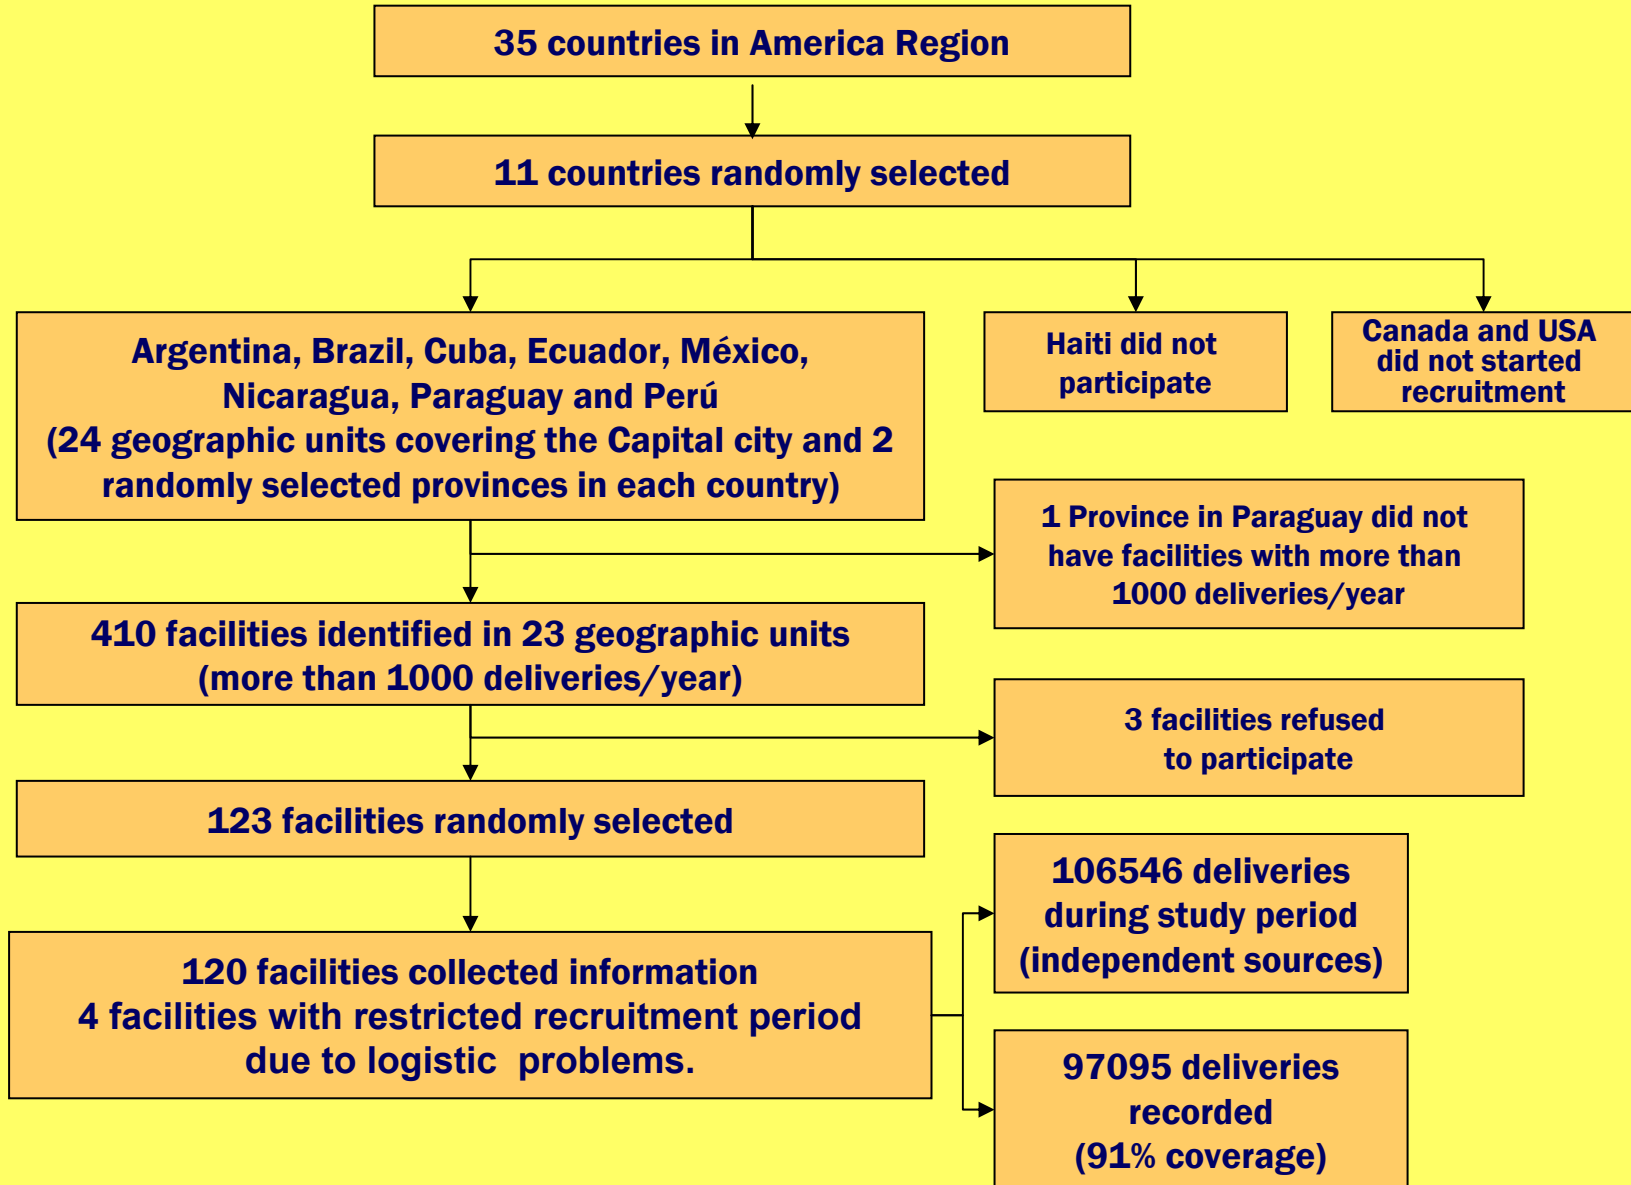 35 countries in America Region
11 countries randomly selected
Argentina, Brazil, Cuba, Ecuador, México,
Nicaragua, Paraguay and Perú
(24 geographic units covering the Capital city and 2
randomly selected provinces in each country)
Haiti did not
participate
Canada and USA
did not started
recruitment
1 Province in Paraguay did not
have facilities with more than
1000 deliveries/year
410 facilities identified in 23 geographic units
(more than 1000 deliveries/year)
3 facilities refused
to participate
123 facilities randomly selected
106546 deliveries
during study period
(independent sources)
120 facilities collected information
4 facilities with restricted recruitment period
due to logistic  problems.
97095 deliveries
recorded
(91% coverage)